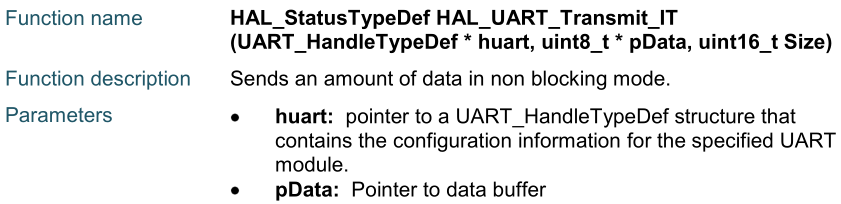 Function name HAL_StatusTypeDef HAL_UART_Transmit_IT
(UART_HandleTypeDef * huart, uint8_t * pData, uint16_t Size)
Function description Sends an amount of data in non blocking mode.
Parameters • huart: pointer to a UART_HandleTypeDef structure that
contains the configuration information for the specified UART
module.
• pData: Pointer to data buffer